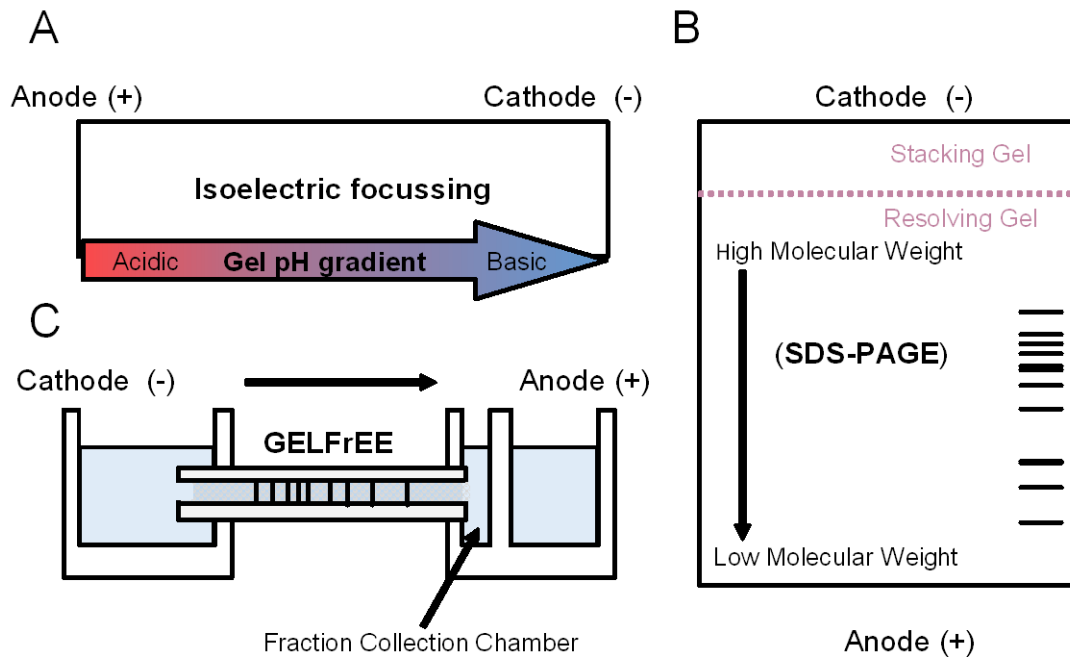 A
Anode (+)
Cathode (-)
Isoelectric focussing
Acidic
Gel pH gradient
Basic
B
Cathode (-)
Stacking Gel
Resolving Gel
High Molecular Weight
(SDS-PAGE)
Low Molecular Weight
Anode (+)
C
Cathode (-)
Anode (+)
GELFrEE
Fraction Collection Chamber